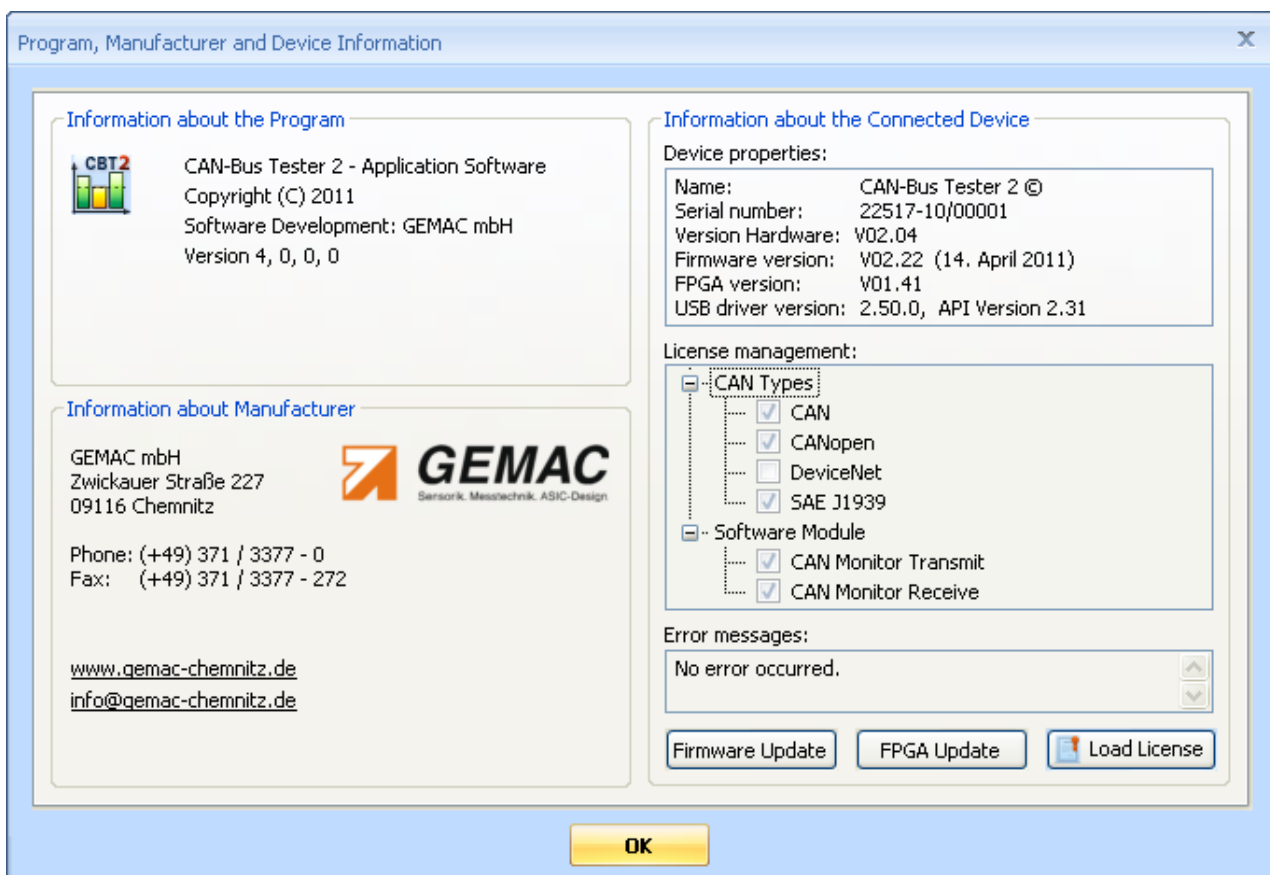 Program, Manufacturer and Device Information
x
Information about the Program
CBT2
CAN-Bus Tester 2 - Application Software
Copyright (C) 2011
Software Development: GEMAC mbH
Version 4, 0, 0, 0
Information about Manufacturer
GEMAC mbH
Zwickauer Straße 227
09116 Chemnitz
GEMAC
Sensorik. Messtechnik. ASIC-Design
Phone: (+49) 371 / 3377 - 0
Fax: (+49) 371 / 3377 - 272
www.gemac-chemnitz.de
info@gemac-chemnitz.de
Information about the Connected Device
Device properties:
Name: CAN-Bus Tester 2 ©
Serial number: 22517-10/00001
Version Hardware: V02.04
Firmware version: V02.22 (14. April 2011)
FPGA version: V01.41
USB driver version: 2.50.0, API Version 2.31
License management:
CAN Types
CAN
CANopen
DeviceNet
SAE J1939
Software Module
CAN Monitor Transmit
CAN Monitor Receive
Error messages:
No error occurred.
Firmware Update
FPGA Update
Load License
OK